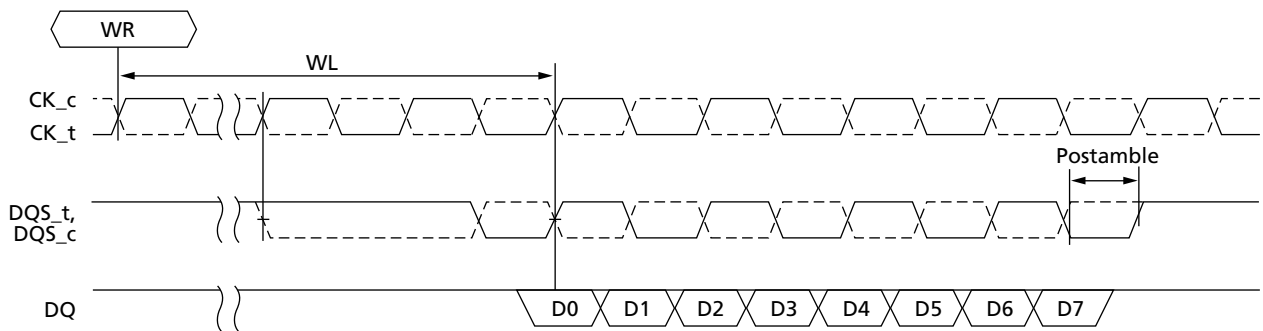 WR
WL
CK_c
CK_t
Postamble
DQS_t,
DQS_c
DQ D0 D1 D2 D3 D4 D5 D6 D7